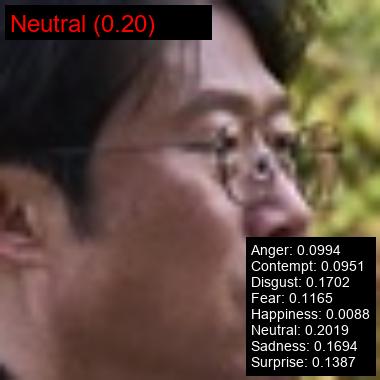 Neutral (0.20)
Anger: 0.0994
Contempt: 0.0951
Disgust: 0.1702
Fear: 0.1165
Happiness: 0.0088
Neutral: 0.2019
Sadness: 0.1694
Surprise: 0.1387